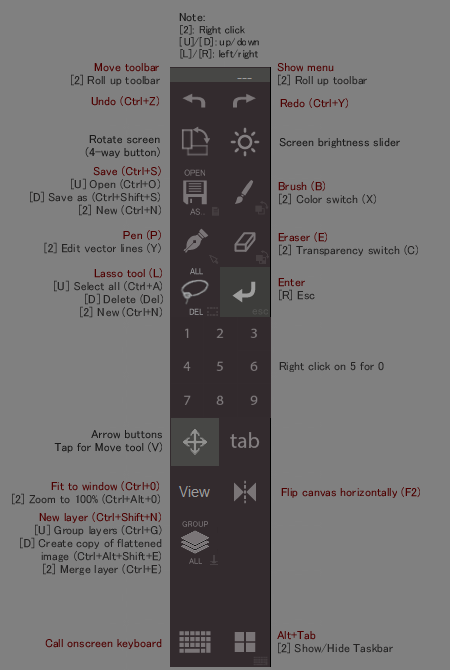 Note:
[2]: Right click
[U]/[D]: up/down
[L]/[R]: left/right
Move toolbar
[2] Roll up toolbar
Show menu
[2] Roll up toolbar
Undo (Ctrl+Z)
Redo (Ctrl+Y)
Rotate screen
(4-way button)
Screen brightness slider
Save (Ctrl+S)
[U] Open (Ctrl+O)
[D] Save as (Ctrl+Shift+S)
[2] New (Ctrl+N)
OPEN
AS..
Brush (B)
[2] Color switch (X)
Pen (P)
[2] Edit vector lines (Y)
Eraser (E)
[2] Transparency switch (C)
Lasso tool (L)
[U] Select all (Ctrl+A)
[D] Delete (Del)
[2] New (Ctrl+N)
ALL
DEL
esc
Enter
[R] Esc
1 2 3
4 5 6
7 8 9
Right click on 5 for 0
Arrow buttons
Tap for Move tool (V)
tab
Fit to window (Ctrl+0)
[2] Zoom to 100% (Ctrl+Alt+0)
View
Flip canvas horizontally (F2)
New layer (Ctrl+Shift+N)
[U] Group layers (Ctrl+G)
[D] Create copy of flattened
image (Ctrl+Alt+Shift+E)
[2] Merge layer (Ctrl+E)
GROUP
ALL
Call onscreen keyboard
Alt+Tab
[2] Show/Hide Taskbar